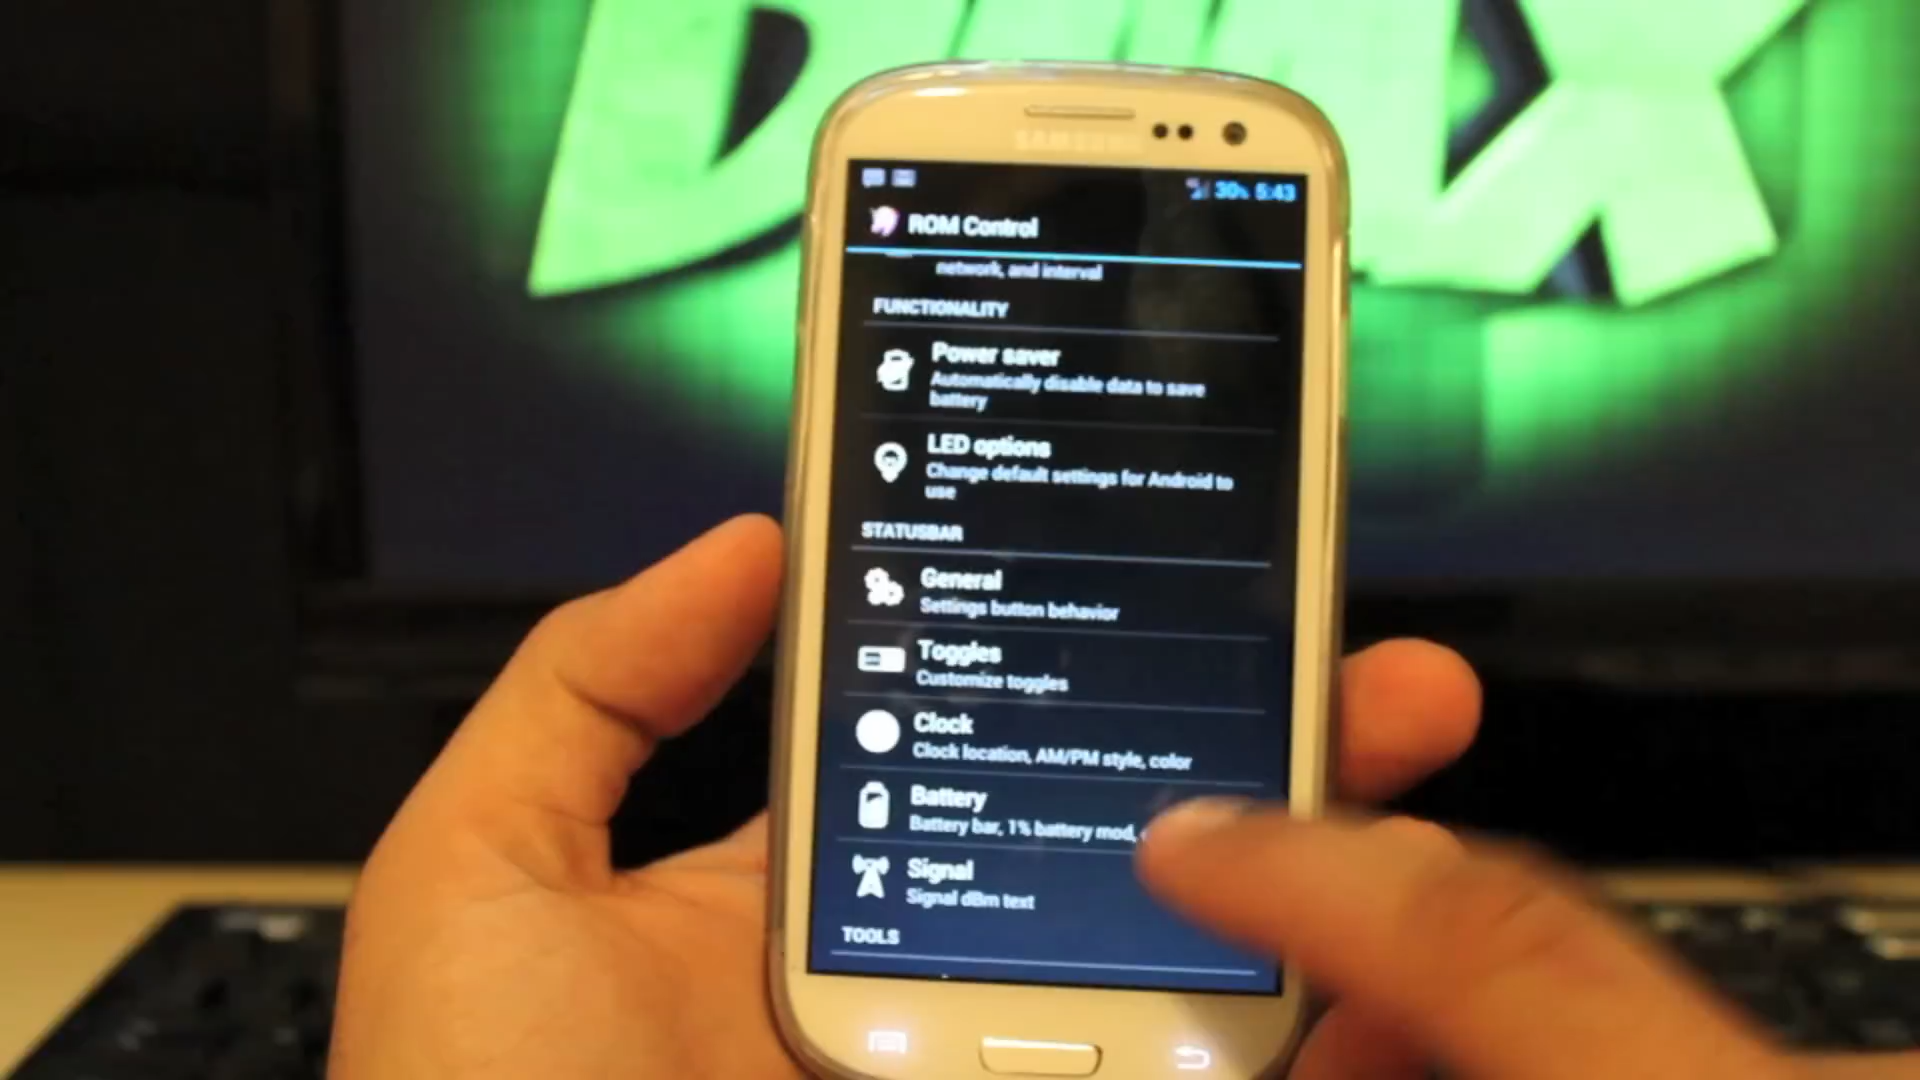 SAMSUNG
30% 5:43
ROM Control
network, and interval
FUNCTIONALITY
Power saver
Automatically disable data to save
battery
LED options
Change default settings for Android to
use
STATUSBAR
General
Settings button behavior
Toggles
Customize toggles
Clock
Clock location, AM/PM style, color
Battery
Battery bar, 1% battery mod,
Signal
Signal dBm text
TOOLS